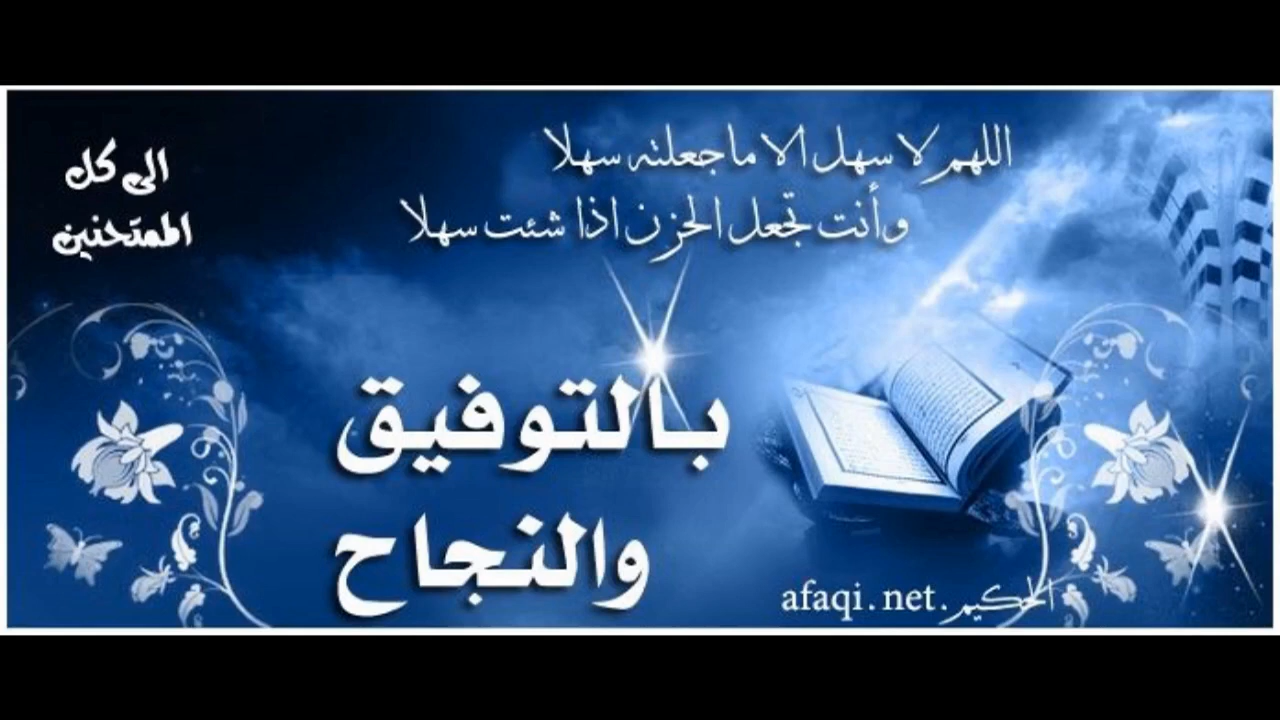 اللهم لا سهل الا ما جعلته سهلا
وأنت تجعل الحزن اذا شئت سهلا
الى كل
الممتحنين
بالتوفيق
والنجاح
الحكيم. afaqi.net